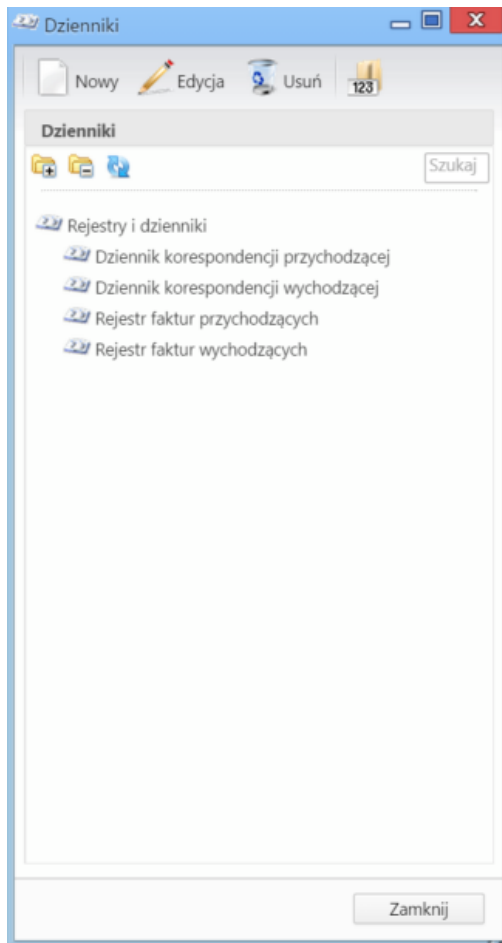 Dzienniki
Nowy Edycja Usuń 123
Dzienniki
Szukaj
Rejestry i dzienniki
Dziennik korespondencji przychodzącej
Dziennik korespondencji wychodzącej
Rejestr faktur przychodzących
Rejestr faktur wychodzących
Zamknij